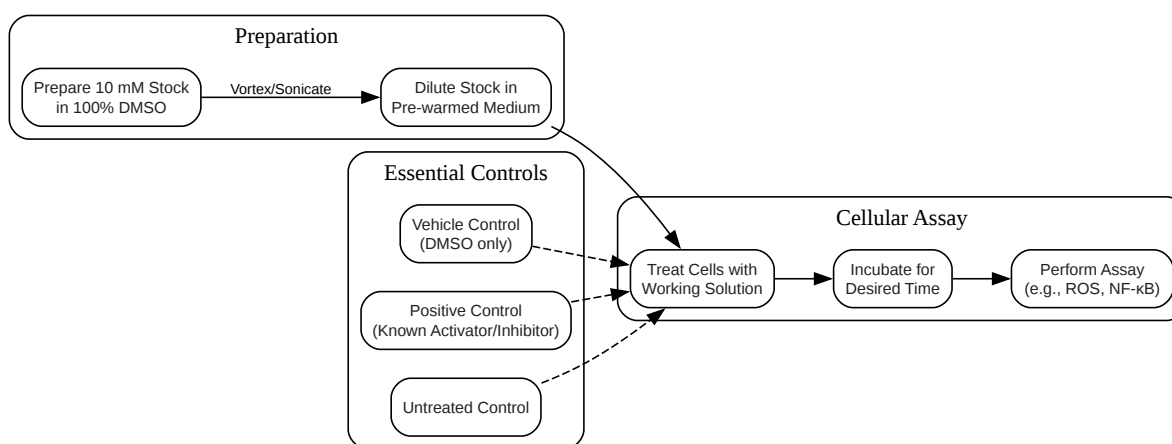 Preparation
Prepare 10 mM Stock
in 100% DMSO
Vortex/Sonicate
Dilute Stock in
Pre-warmed Medium
Essential Controls
Vehicle Control
(DMSO only)
Positive Control
(Known Activator/Inhibitor)
Untreated Control
Cellular Assay
Treat Cells with
Working Solution
Incubate for
Desired Time
Perform Assay
(e.g., ROS, NF-κB)